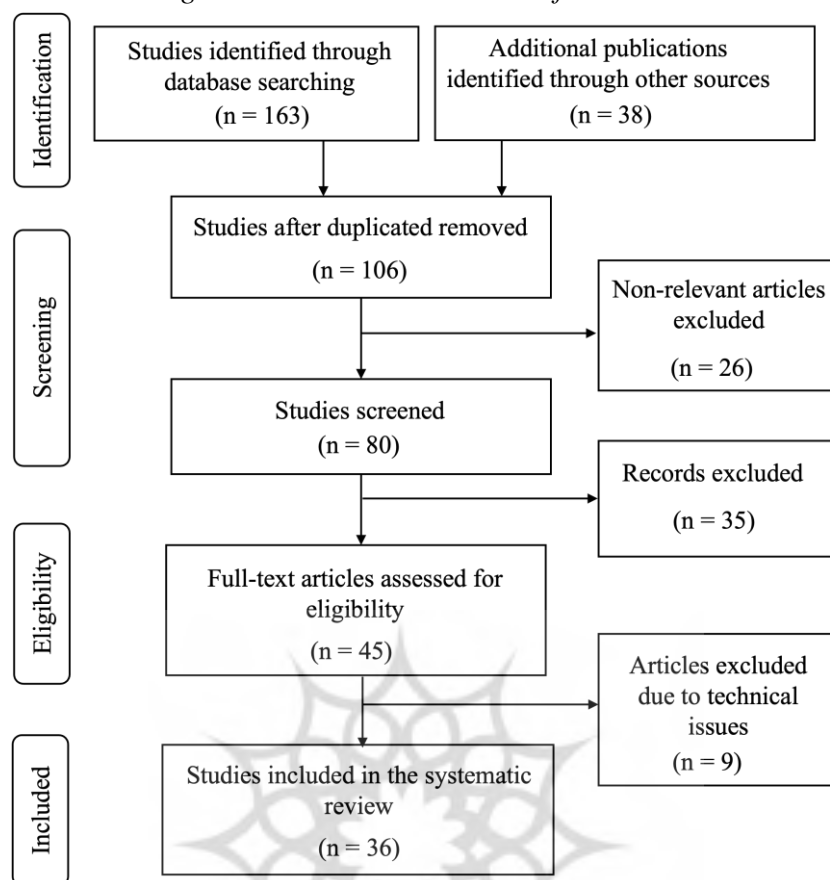 Identification
Studies identified through
database searching
(n = 163)
Additional publications
identified through other sources
(n = 38)
Screening
Studies after duplicated removed
(n = 106)
Non-relevant articles
excluded
(n = 26)
Studies screened
(n = 80)
Records excluded
(n = 35)
Eligibility
Full-text articles assessed for
eligibility
(n = 45)
Articles excluded
due to technical
issues
(n = 9)
Included
Studies included in the systematic
review
(n = 36)